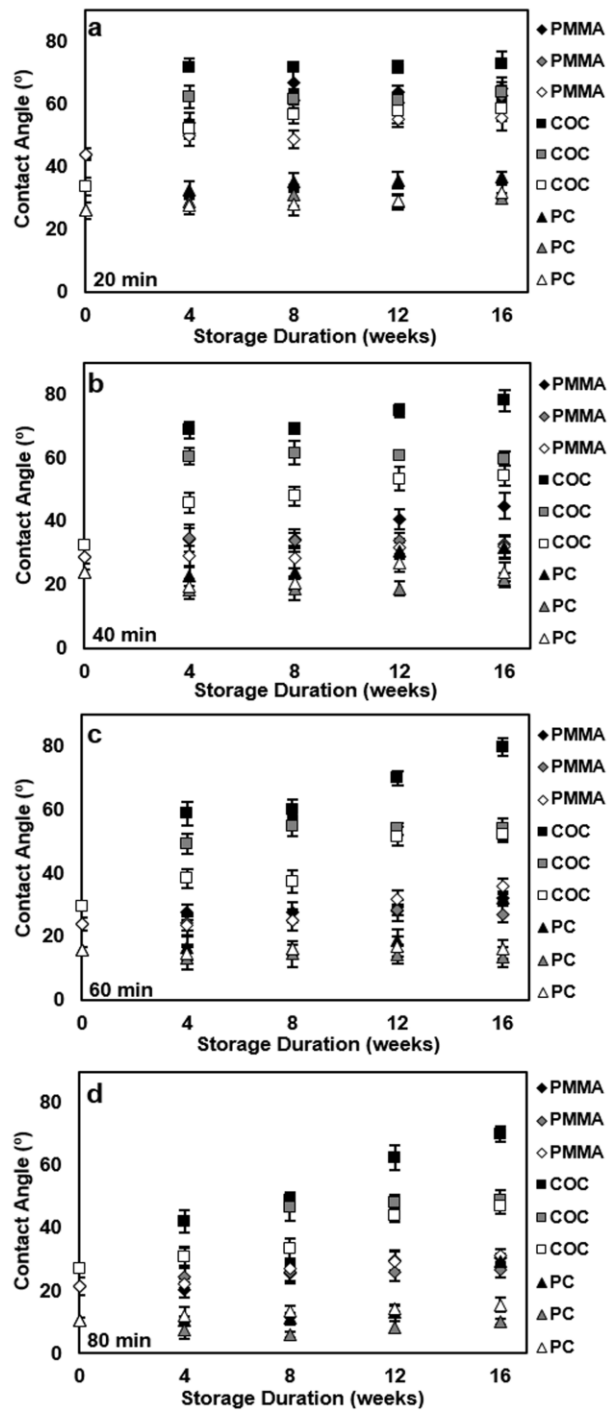 a
80
60
40
20
0
Contact Angle (º)
20 min
0 4 8 12 16
Storage Duration (weeks)
PMMA
PMMA
PMMA
COC
COC
COC
PC
PC
PC
b
80
60
40
20
0
Contact Angle (º)
40 min
0 4 8 12 16
Storage Duration (weeks)
PMMA
PMMA
PMMA
COC
COC
COC
PC
PC
PC
c
80
60
40
20
0
Contact Angle (º)
60 min
0 4 8 12 16
Storage Duration (weeks)
PMMA
PMMA
PMMA
COC
COC
COC
PC
PC
PC
d
80
60
40
20
0
Contact Angle (º)
80 min
0 4 8 12 16
Storage Duration (weeks)
PMMA
PMMA
PMMA
COC
COC
COC
PC
PC
PC